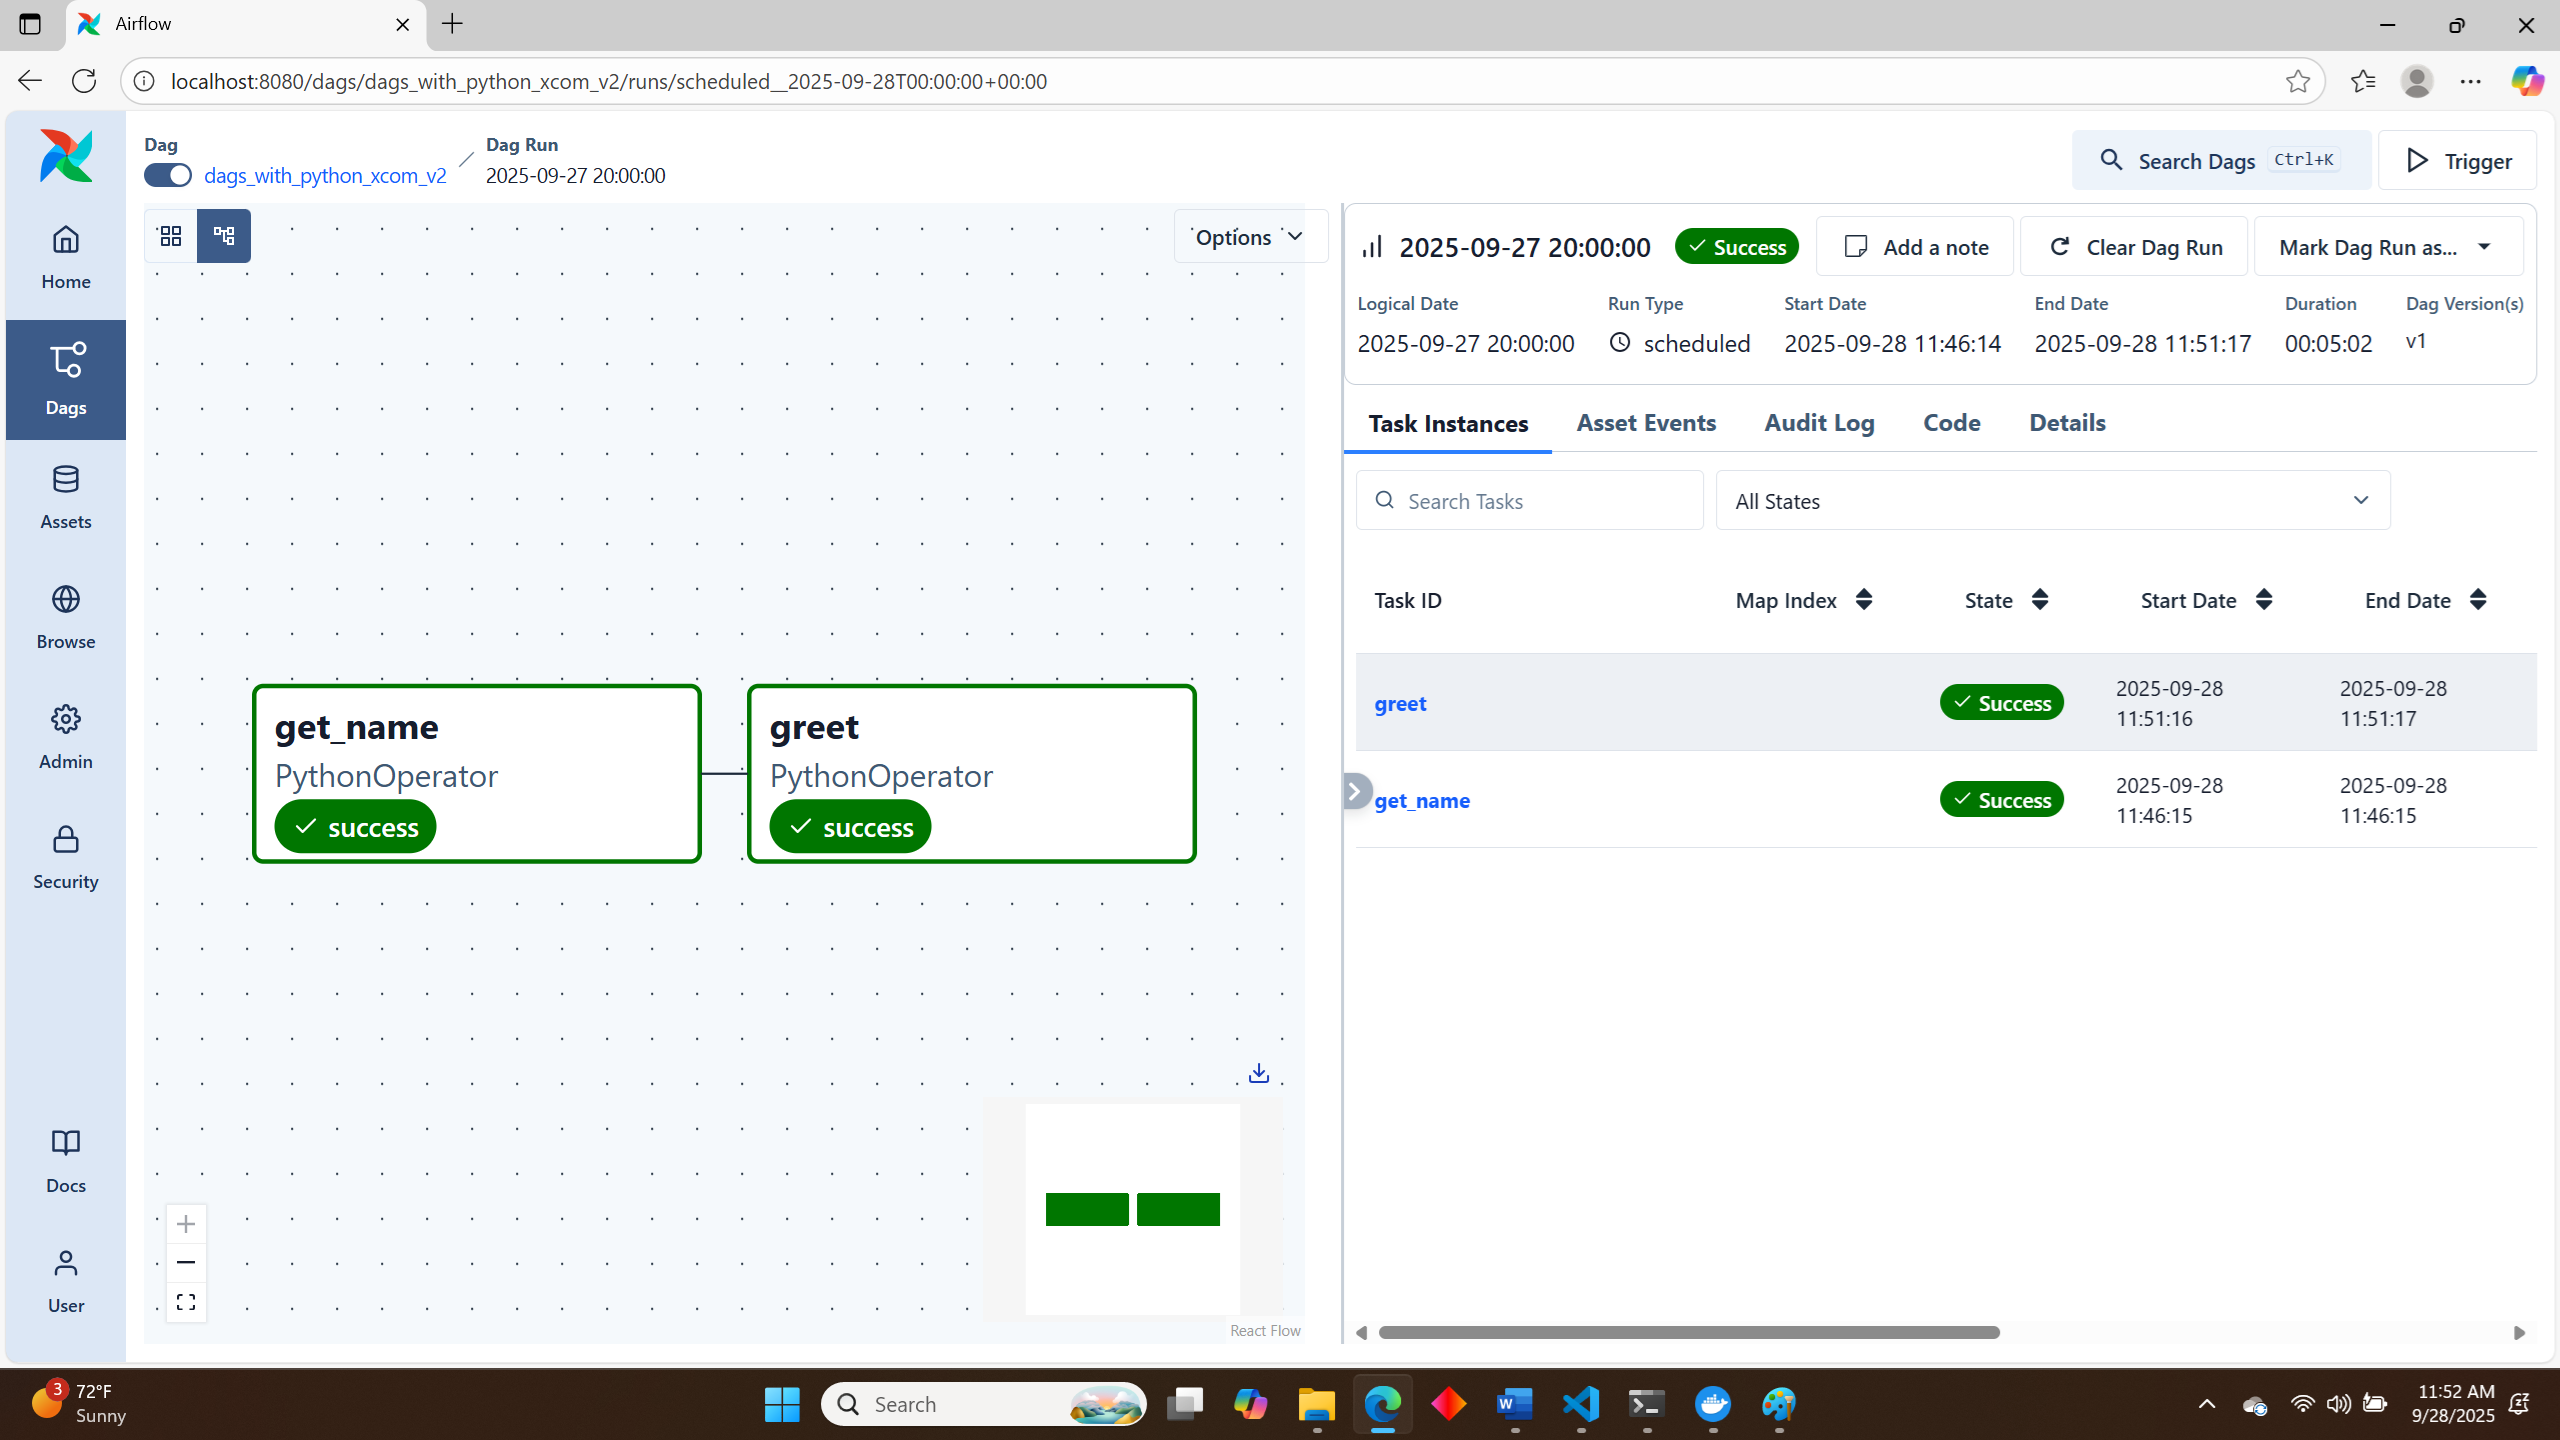 Airflow
localhost:8080/dags/dags_with_python_xcom_v2/runs/scheduled__2025-09-28T00:00:00+00:00
Dag
dags_with_python_xcom_v2
Dag Run
2025-09-27 20:00:00
Search Dags Ctrl+K
Trigger
Home
Dags
Assets
Browse
Admin
Security
Docs
User
Options
get_name
PythonOperator
success
greet
PythonOperator
success
React Flow
2025-09-27 20:00:00
Success
Add a note
Clear Dag Run
Mark Dag Run as...
Logical Date Run Type Start Date End Date Duration Dag Version(s)
2025-09-27 20:00:00 scheduled 2025-09-28 11:46:14 2025-09-28 11:51:17 00:05:02 v1
Task Instances Asset Events Audit Log Code Details
Search Tasks
All States
Task ID Map Index State Start Date End Date
greet Success 2025-09-28 11:51:16 2025-09-28 11:51:17
get_name Success 2025-09-28 11:46:15 2025-09-28 11:46:15
3
72°F
Sunny
Search
11:52 AM
9/28/2025